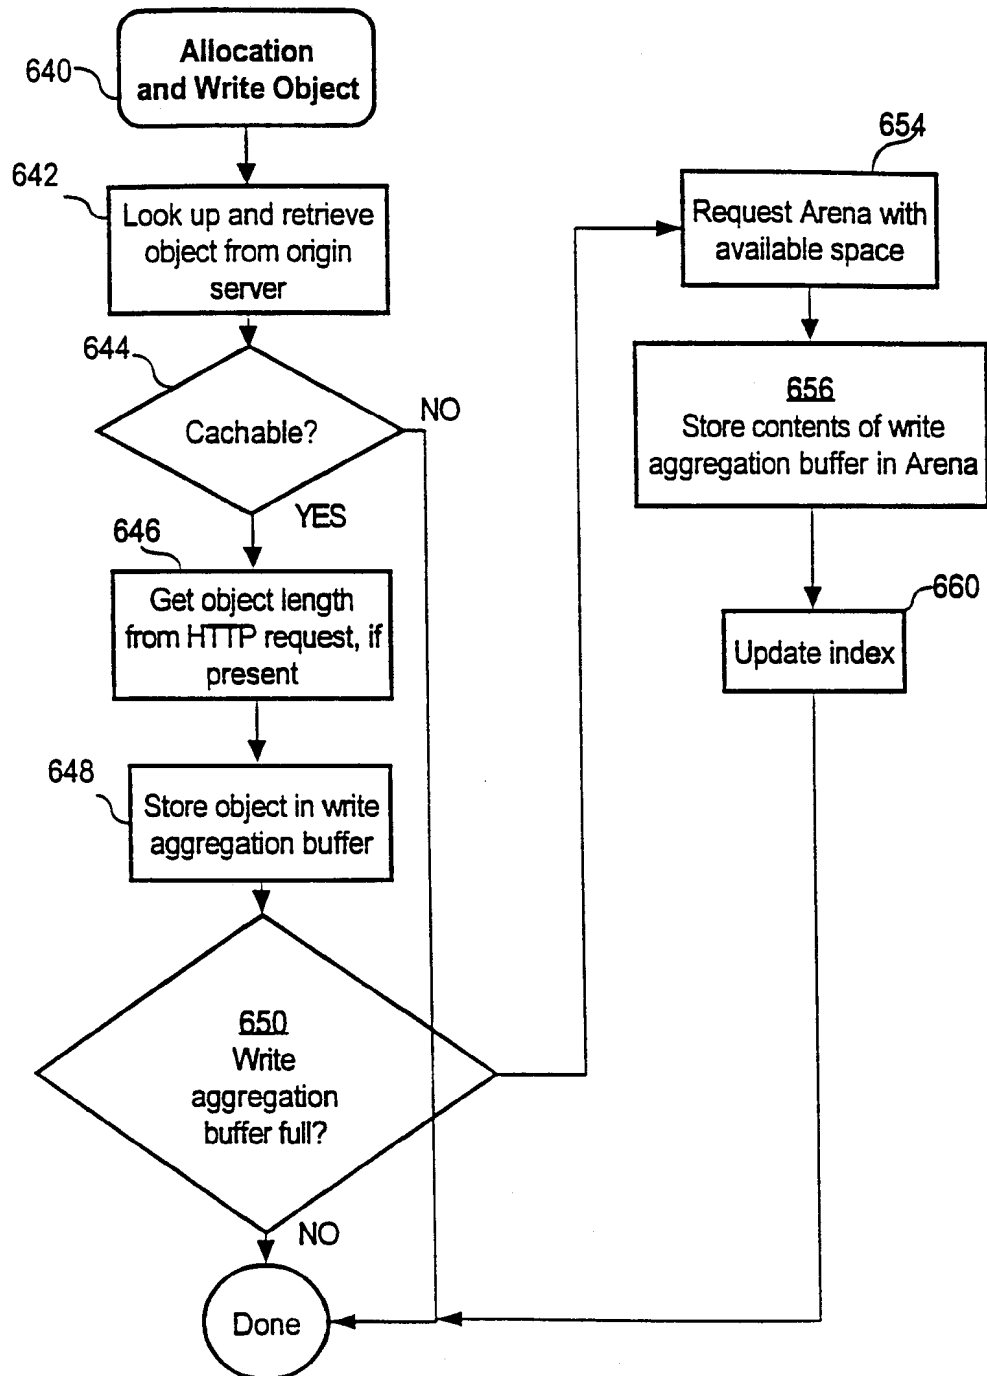 640
Allocation
and Write Object
642
Look up and retrieve
object from origin
server
644
Cachable?
NO
YES
646
Get object length
from HTTP request, if
present
648
Store object in write
aggregation buffer
650
Write
aggregation
buffer full?
NO
Done
654
Request Arena with
available space
656
Store contents of write
aggregation buffer in Arena
660
Update index